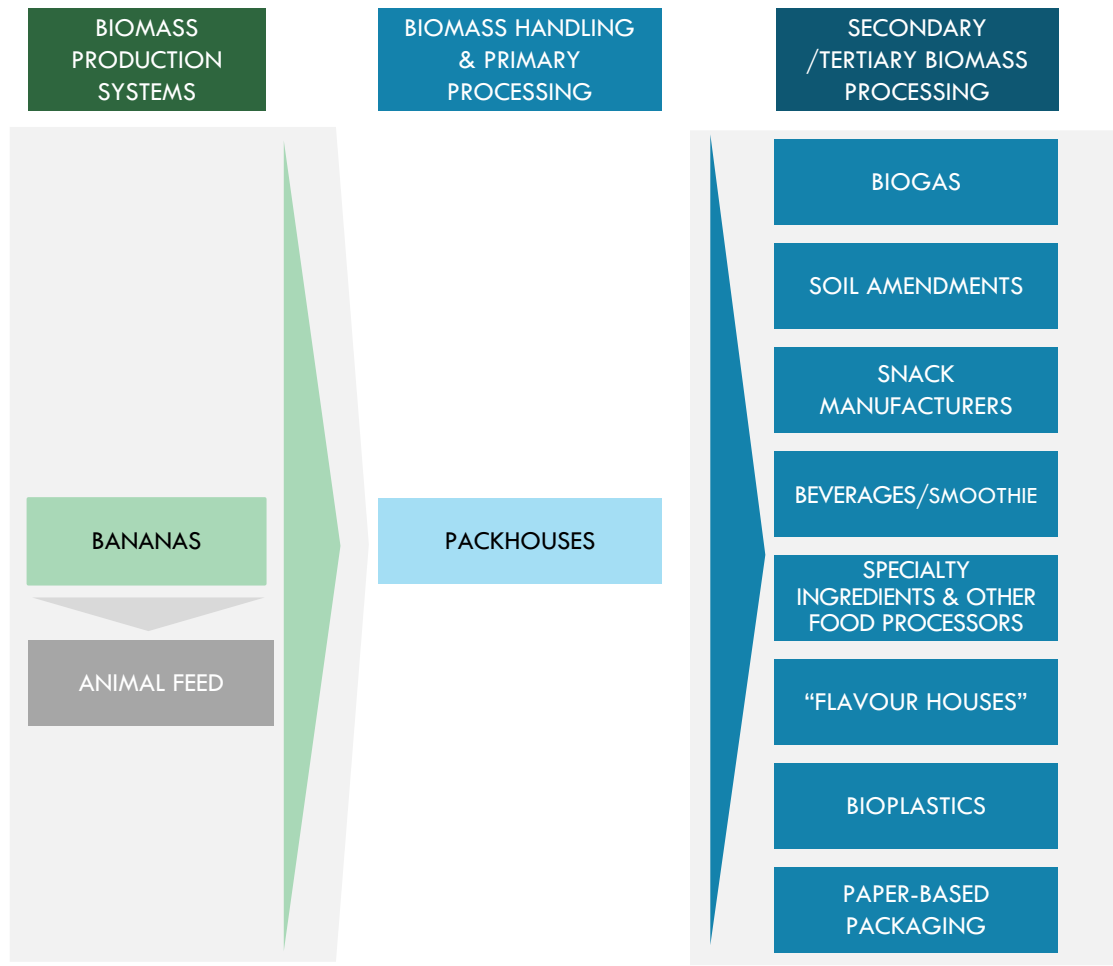 BIOMASS
PRODUCTION
SYSTEMS
BIOMASS HANDLING
& PRIMARY
PROCESSING
SECONDARY
/TERTIARY BIOMASS
PROCESSING
BANANAS
ANIMAL FEED
PACKHOUSES
BIOGAS
SOIL AMENDMENTS
SNACK
MANUFACTURERS
BEVERAGES/SMOOTHIE
SPECIALTY
INGREDIENTS & OTHER
FOOD PROCESSORS
“FLAVOUR HOUSES”
BIOPLASTICS
PAPER-BASED
PACKAGING